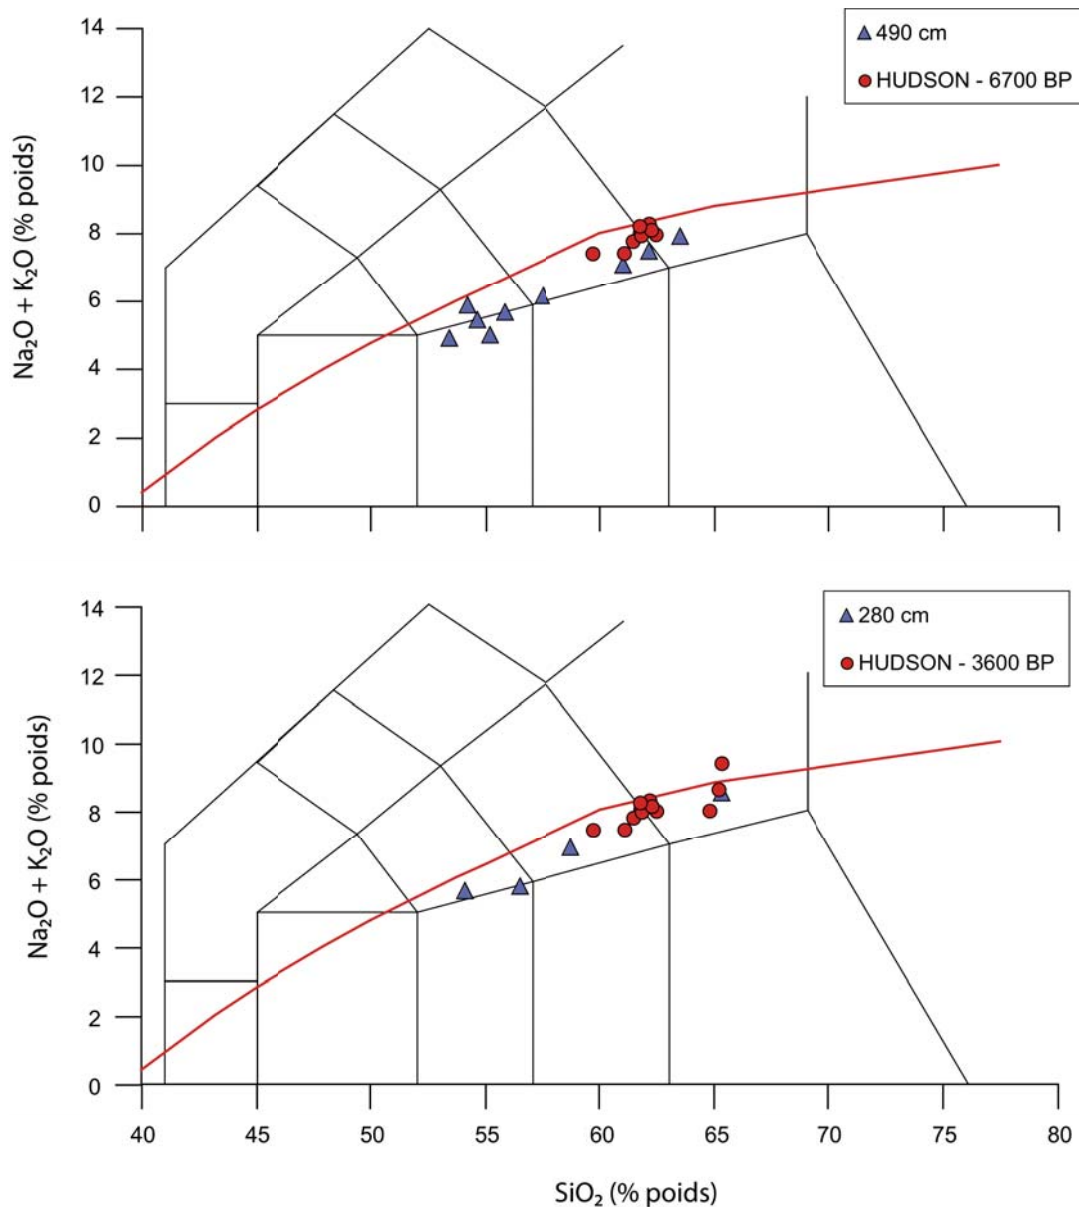 14
12
10
8
6
4
2
0
Na₂O + K₂O (% poids)
490 cm
HUDSON - 6700 BP
14
12
10
8
6
4
2
0
Na₂O + K₂O (% poids)
280 cm
HUDSON - 3600 BP
40 45 50 55 60 65 70 75 80
SiO₂ (% poids)